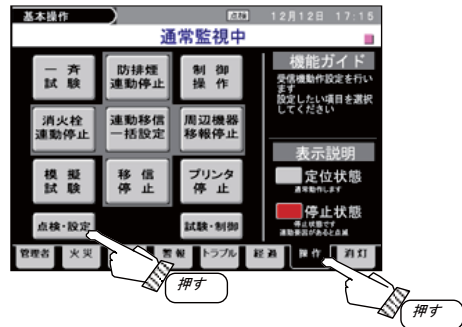 基本操作 点検 12月12日 17:15
通常監視中
一斉
試験
防排煙
連動停止
制御
操作
消火栓
連動停止
連動移信
一括設定
周辺機器
移報停止
模擬
試験
移信
停止
プリンタ
停止
点検・設定
試験・制御
機能ガイド
受信機動作設定を行い
ます
設定したい項目を選択
してください
表示説明
定位状態
通常動作します
停止状態
停止状態です
連動要因があると点滅
管理者 火災 警報 トラブル 経過 操作 消灯
押す
押す